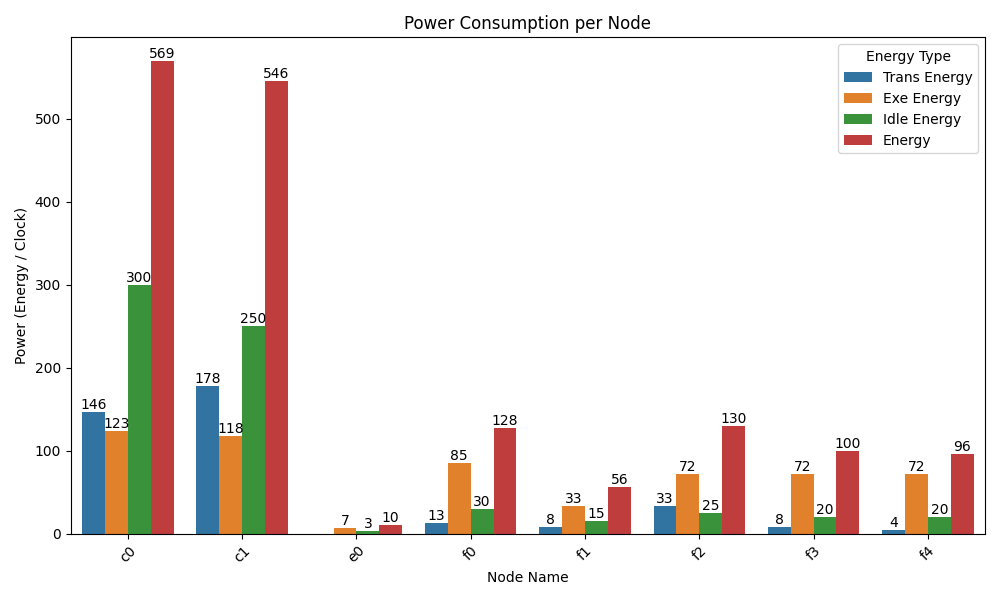 Power Consumption per Node
Power (Energy / Clock)
500
400
300
200
100
0
Energy Type
Trans Energy
Exe Energy
Idle Energy
Energy
146
123
300
569
178
118
250
546
7
3
10
13
85
30
128
8
33
15
56
33
72
25
130
8
72
20
100
4
72
20
96
c0
c1
e0
f0
f1
f2
f3
f4
Node Name